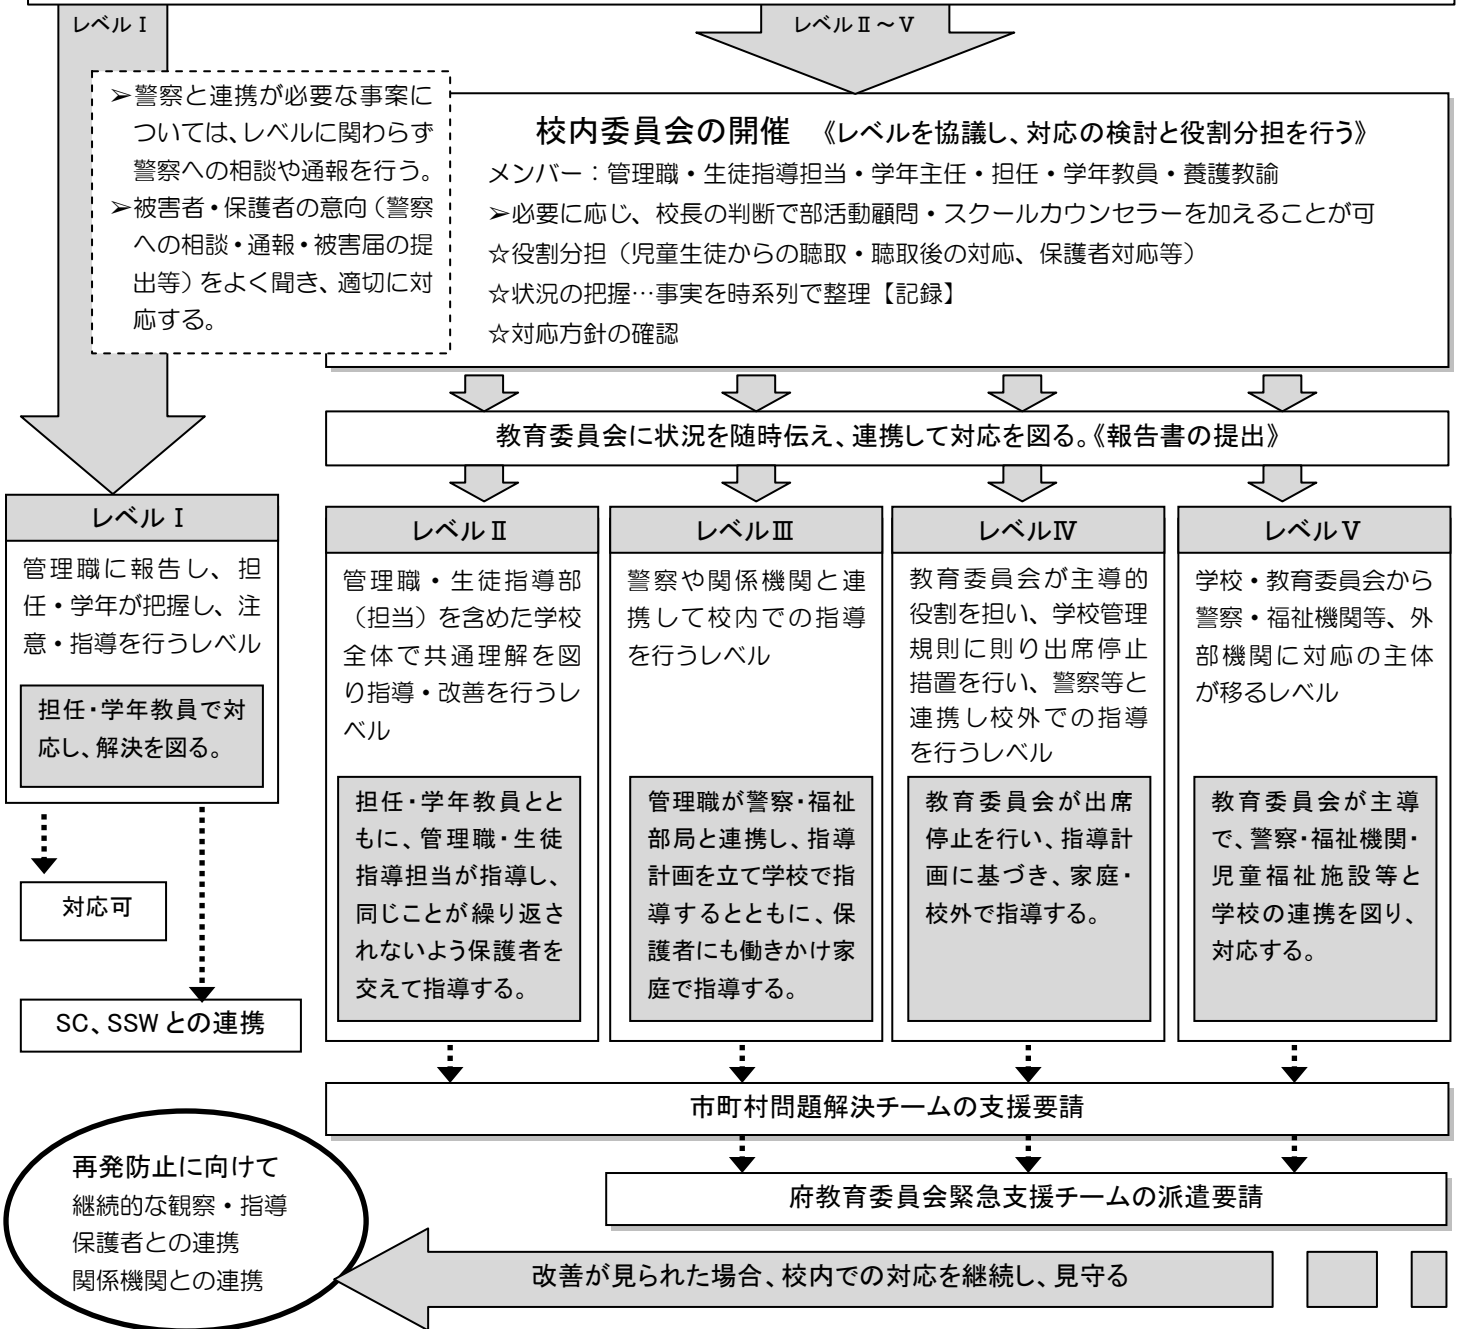 レベルⅠ
レベルⅡ～Ⅴ
➢警察と連携が必要な事案に
ついては、レベルに関わらず
警察への相談や通報を行う。
➢被害者・保護者の意向（警察
への相談・通報・被害届の提
出等）をよく聞き、適切に対
応する。
校内委員会の開催　《レベルを協議し、対応の検討と役割分担を行う》
メンバー：管理職・生徒指導担当・学年主任・担任・学年教員・養護教諭
➢必要に応じ、校長の判断で部活動顧問・スクールカウンセラーを加えることが可
☆役割分担（児童生徒からの聴取・聴取後の対応、保護者対応等）
☆状況の把握…事実を時系列で整理【記録】
☆対応方針の確認
教育委員会に状況を随時伝え、連携して対応を図る。《報告書の提出》
レベルⅠ
管理職に報告し、担
任・学年が把握し、注
意・指導を行うレベル
担任・学年教員で対
応し、解決を図る。
対応可
SC、SSWとの連携
レベルⅡ
管理職・生徒指導部
（担当）を含めた学校
全体で共通理解を図
り指導・改善を行うレ
ベル
担任・学年教員とと
もに、管理職・生徒
指導担当が指導し、
同じことが繰り返さ
れないよう保護者を
交えて指導する。
レベルⅢ
警察や関係機関と連
携して校内での指導
を行うレベル
管理職が警察・福祉
部局と連携し、指導
計画を立て学校で指
導するとともに、保
護者にも働きかけ家
庭で指導する。
レベルⅣ
教育委員会が主導的
役割を担い、学校管理
規則に則り出席停止
措置を行い、警察等と
連携し校外での指導
を行うレベル
教育委員会が出席
停止を行い、指導計
画に基づき、家庭・
校外で指導する。
レベルⅤ
学校・教育委員会から
警察・福祉機関等、外
部機関に対応の主体
が移るレベル
教育委員会が主導
で、警察・福祉機関・
児童福祉施設等と
学校の連携を図り、
対応する。
市町村問題解決チームの支援要請
府教育委員会緊急支援チームの派遣要請
再発防止に向けて
継続的な観察・指導
保護者との連携
関係機関との連携
改善が見られた場合、校内での対応を継続し、見守る